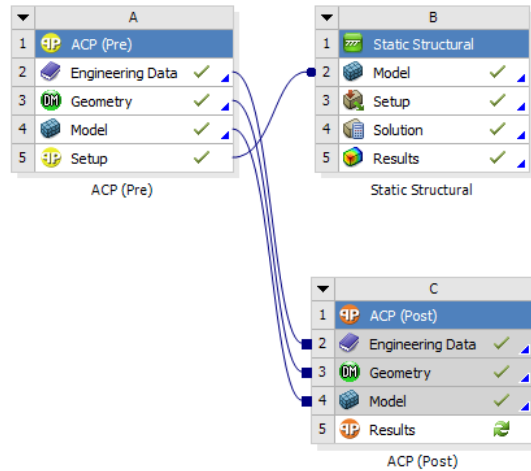 A
1 ACP (Pre)
2 Engineering Data
3 Geometry
4 Model
5 Setup
ACP (Pre)
B
1 Static Structural
2 Model
3 Setup
4 Solution
5 Results
Static Structural
C
1 ACP (Post)
2 Engineering Data
3 DM Geometry
4 Model
5 Results
ACP (Post)